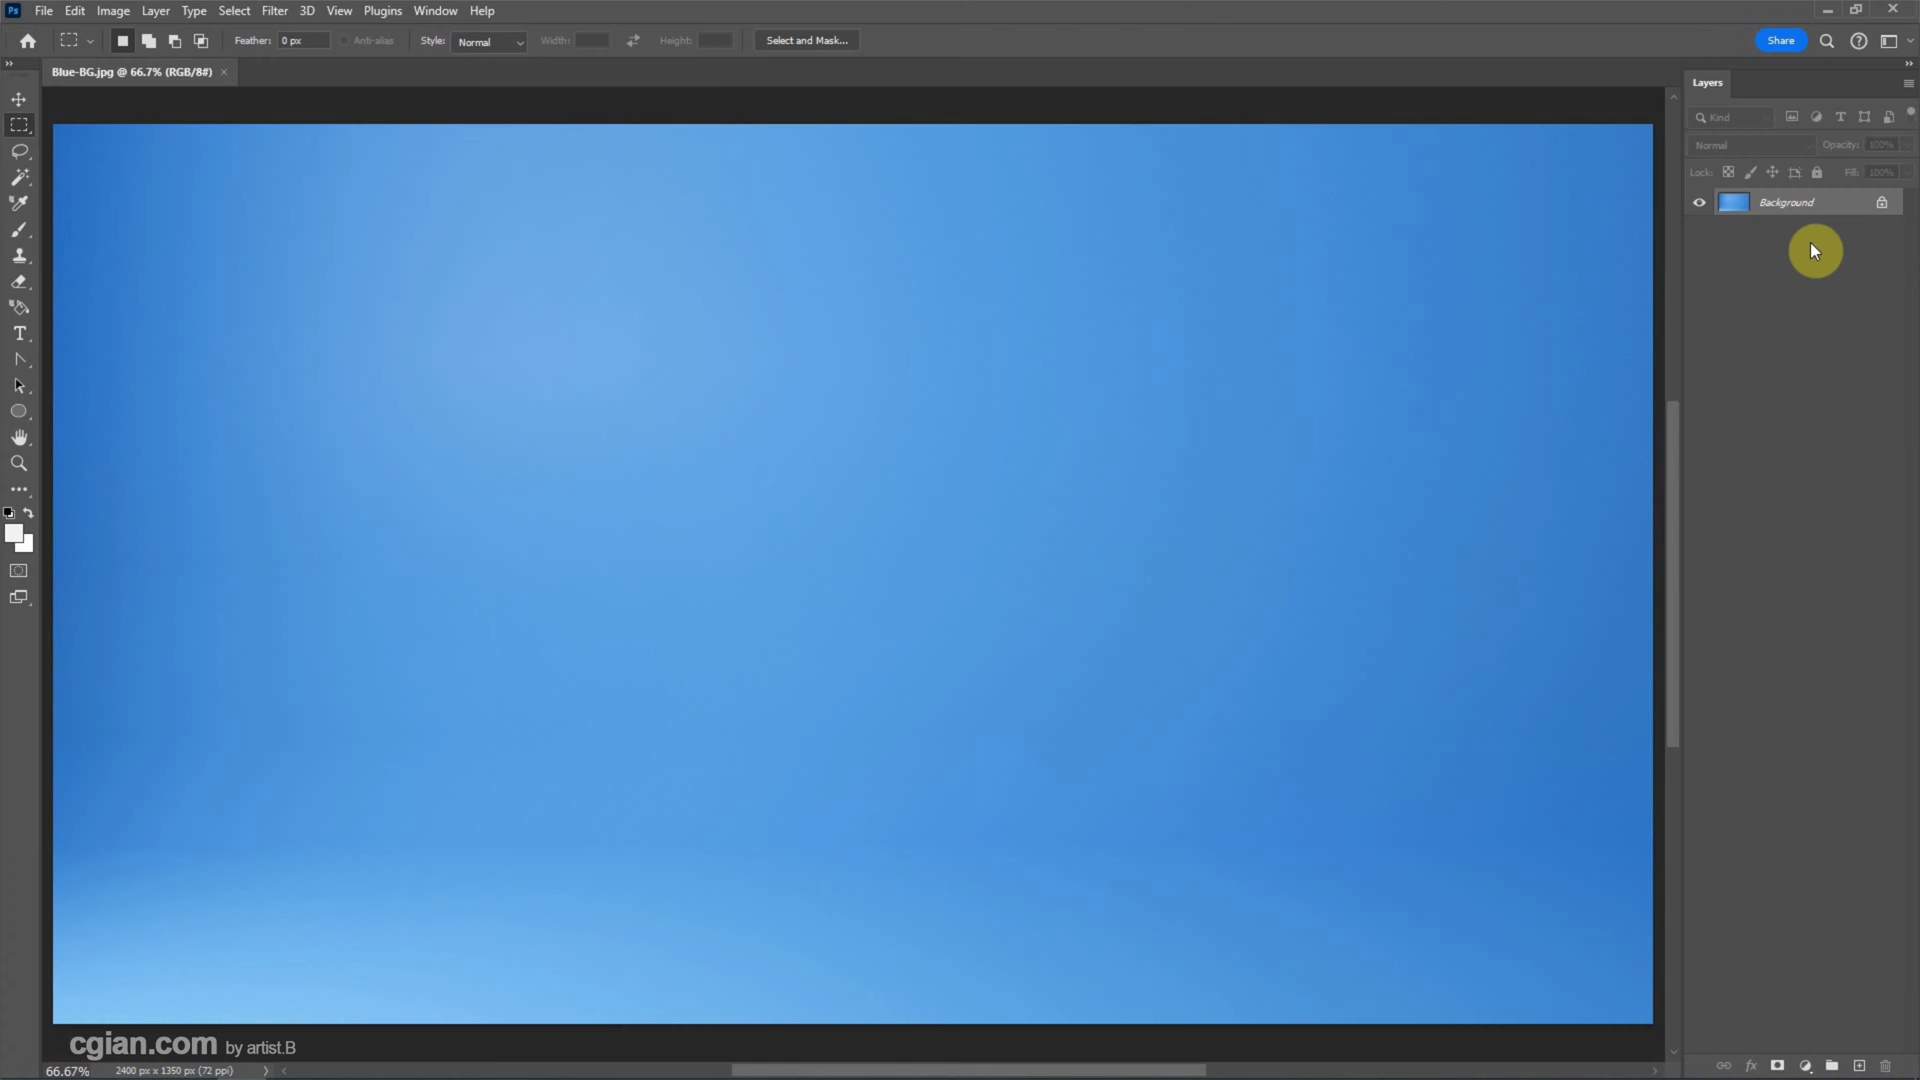 Ps File Edit Image Layer Type Select Filter 3D View Plugins Window Help
Feather: 0 px Anti-alias Style: Normal Width: Height: Select and Mask... Share
Blue-BG.jpg @ 66.7% (RGB/8#) ×
Layers
Kind
Normal Opacity: 100%
Lock: Fill: 100%
Background
cgian.com by artist.B
66.67% 2400 px x 1350 px (72 ppi)